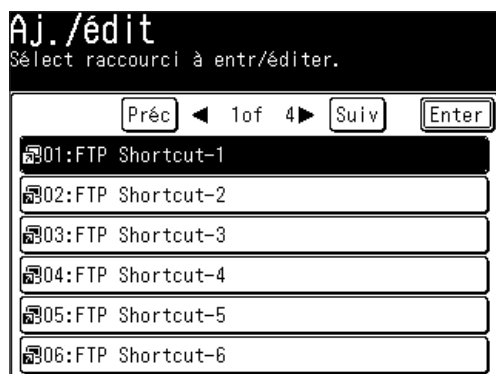 Aj./édit
Sélect raccourci à entr/éditer.
Préc ◀ 1of 4▶ Suiv Enter
01:FTP Shortcut-1
02:FTP Shortcut-2
03:FTP Shortcut-3
04:FTP Shortcut-4
05:FTP Shortcut-5
06:FTP Shortcut-6